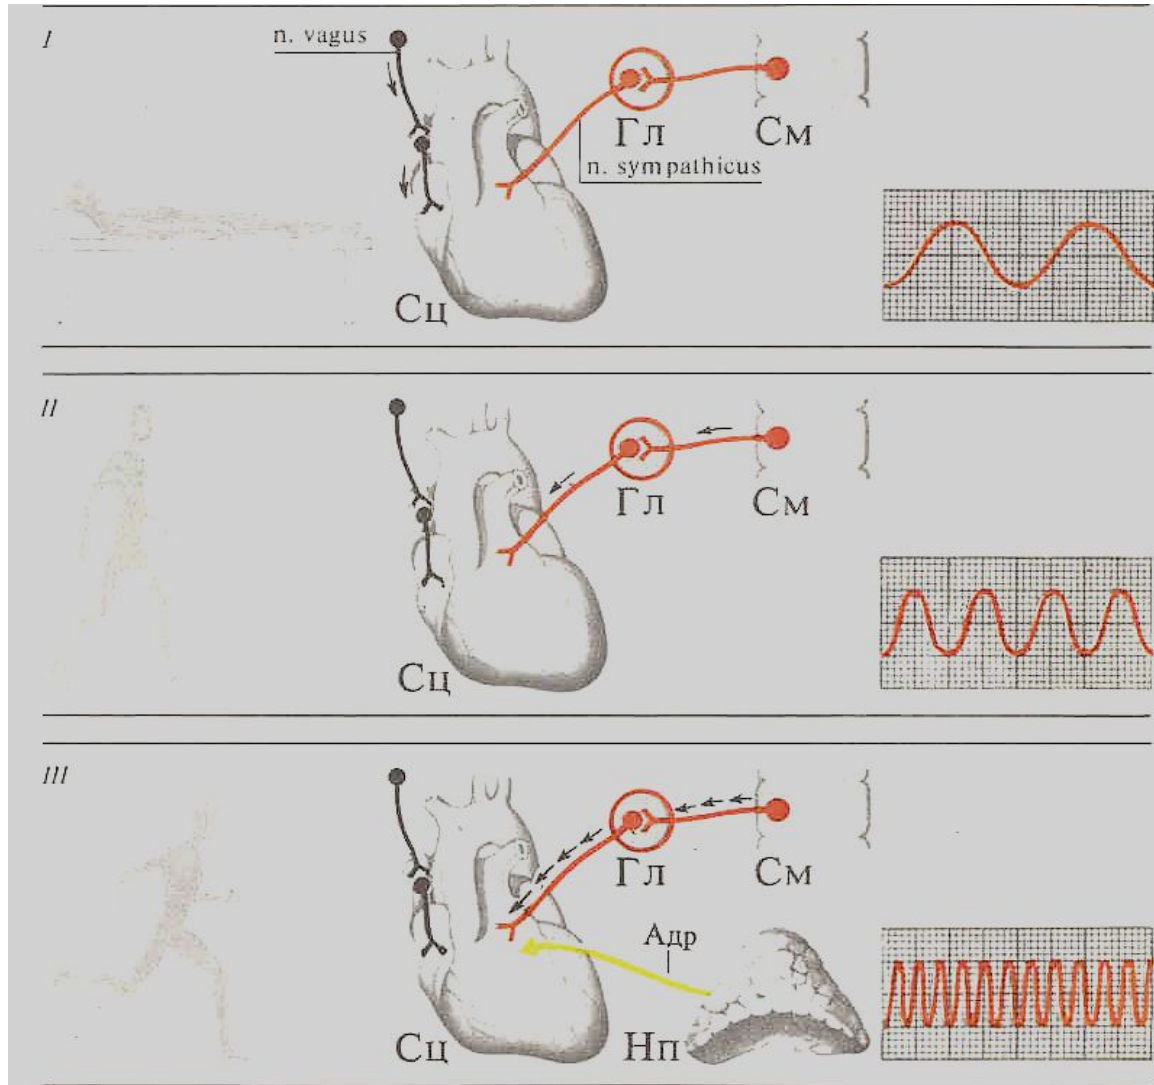 I
n. vagus
Гл
См
n. sympathicus
Сц
II
Гл
См
Сц
III
Гл
См
Адр
Сц
Нп